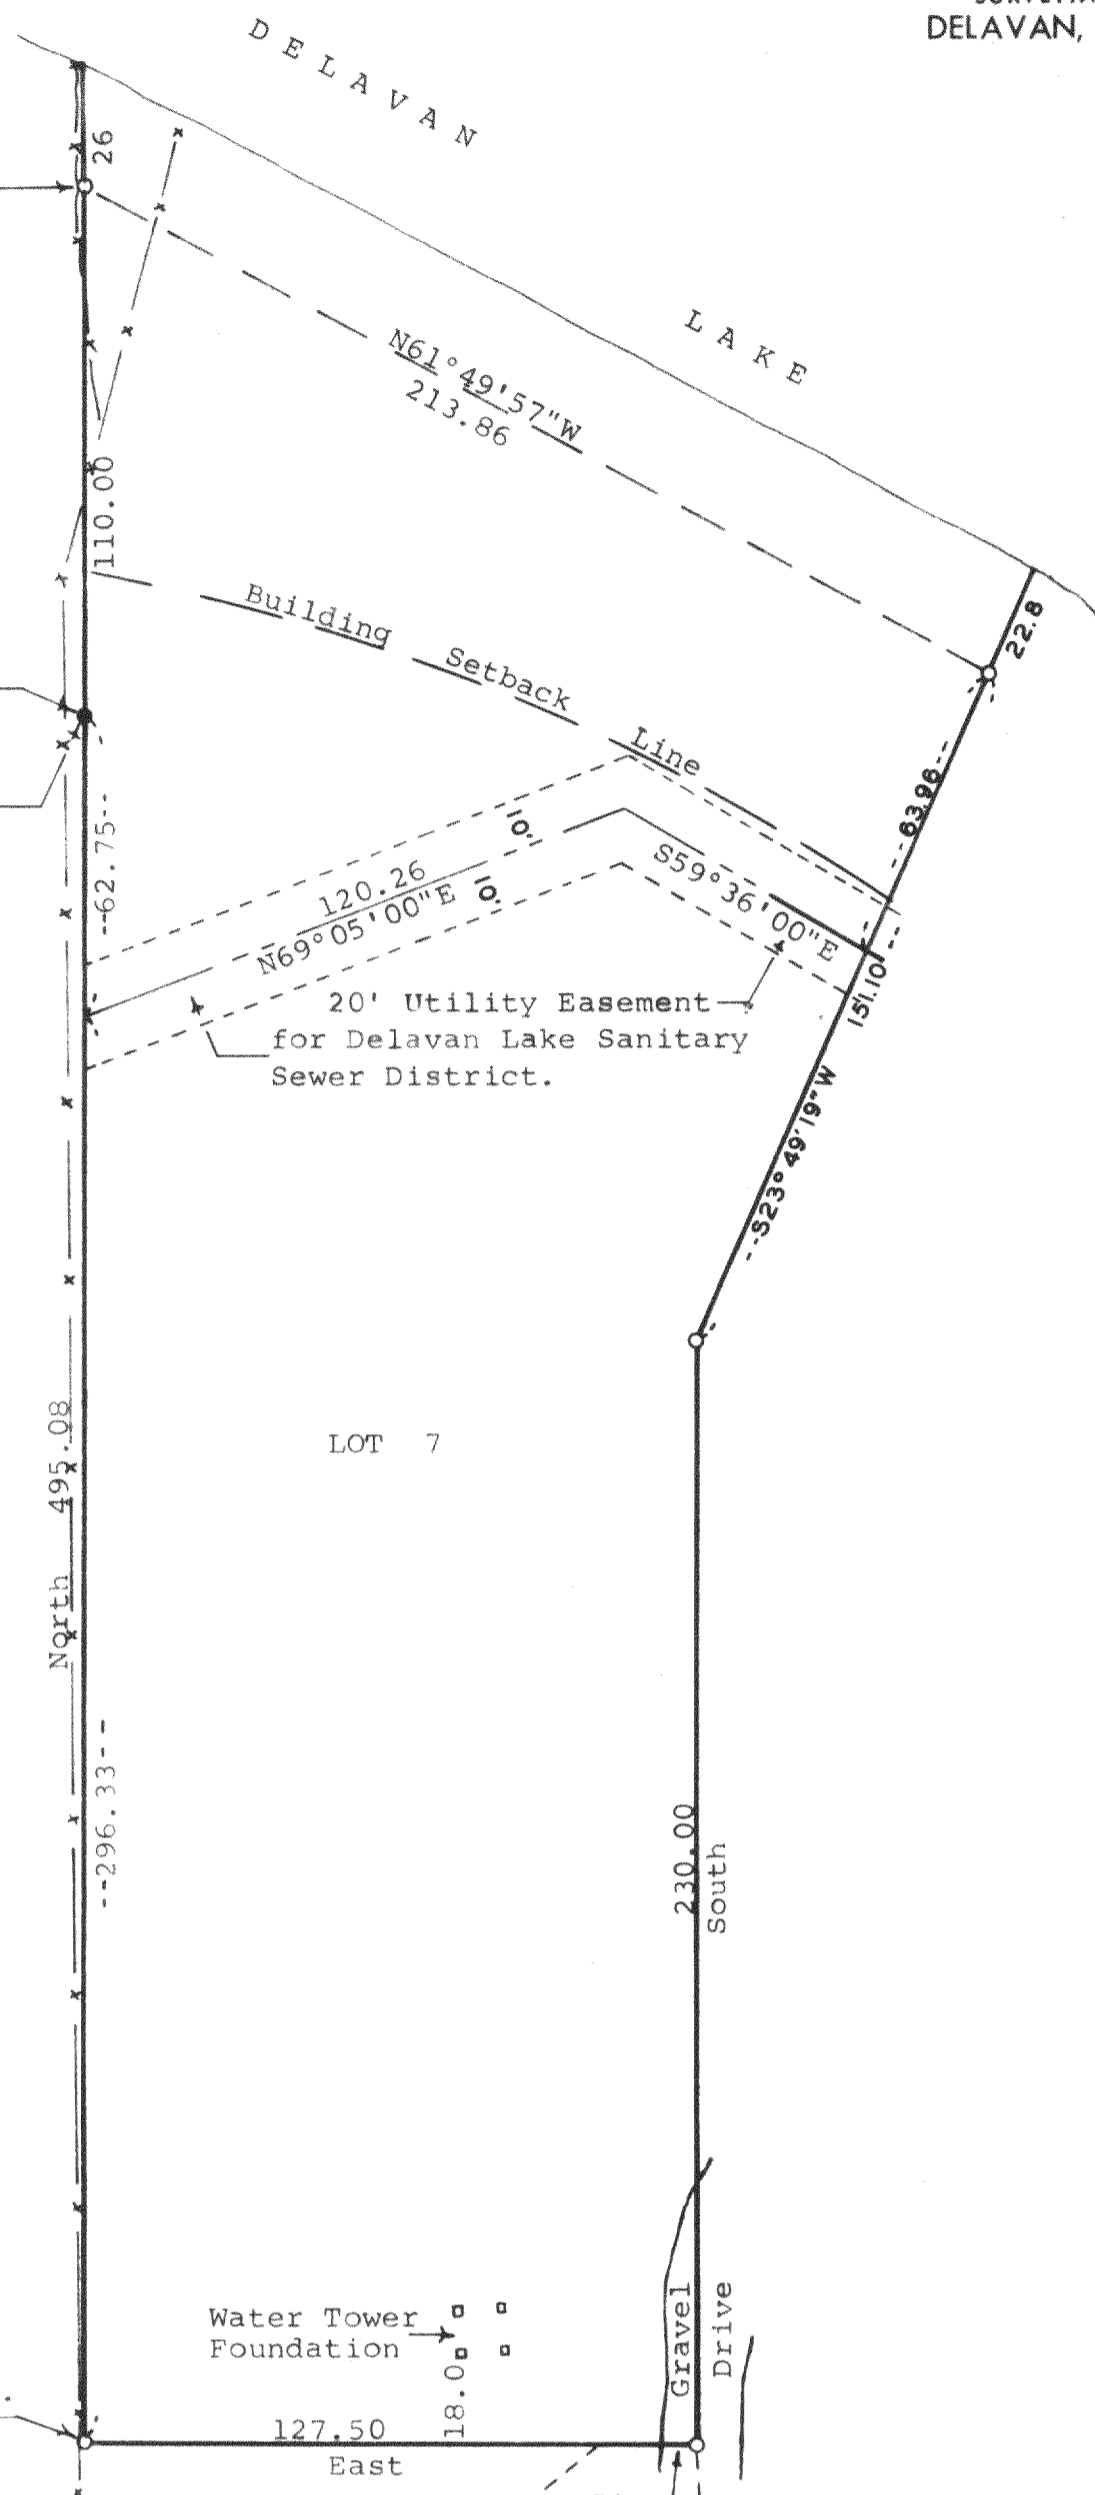 DELAVAN,
DELAVAN
26
LAKE
N61°49'57"W
213.86
110.00
22.8
Building Setback Line
63.96--
--62.75--
10'
120.26
N69°05'00"E
10'
S59°36'00"E
151.10
20' Utility Easement
for Delavan Lake Sanitary
Sewer District.
--S23°49'19"W
LOT 7
North 495.08
--296.33--
230.00
South
Water Tower
Foundation
18.0
Gravel
Drive
127.50
East